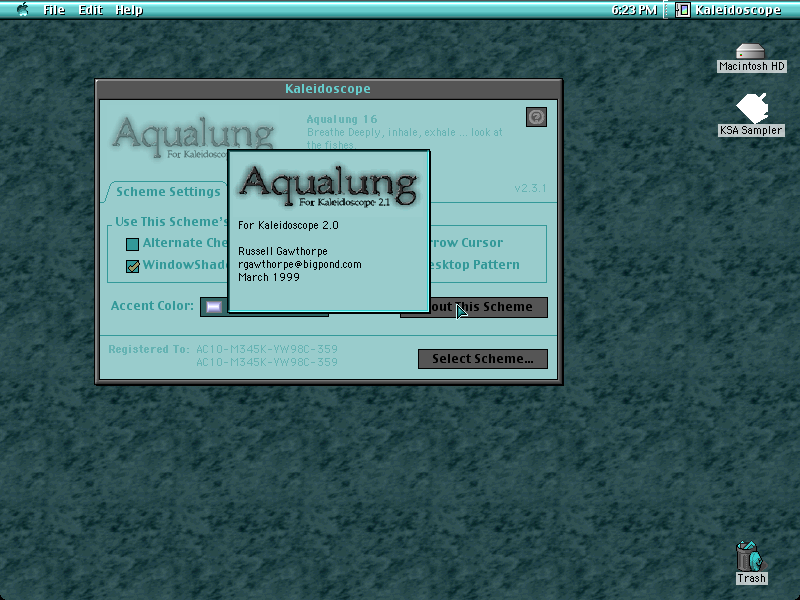 File Edit Help
6:23 PM Kaleidoscope
Macintosh HD
KSA Sampler
Kaleidoscope
Aqualung
For Kaleidosco
Aqualung 16
Breathe Deeply, inhale, exhale ... look at
the fishes.
Scheme Settings
v2.3.1
Aqualung
For Kaleidoscope 2.1
For Kaleidoscope 2.0
Russell Gawthorpe
rgawthorpe@bigpond.com
March 1999
Use This Scheme's
Alternate Che
rrow Cursor
WindowShad
esktop Pattern
Accent Color:
out This Scheme
Registered To: AC10-M345K-YW98C-359
AC10-M345K-YW98C-359
Select Scheme...
Trash